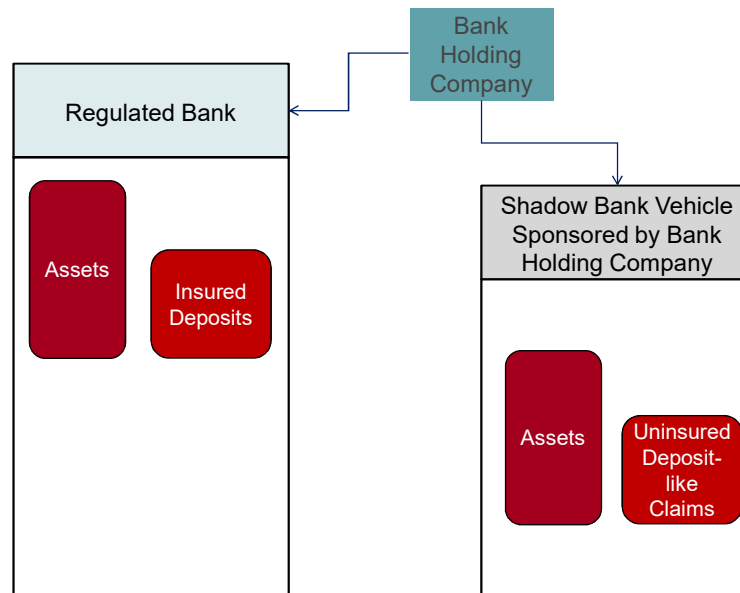 Bank
Holding
Company
Regulated Bank
Assets
Insured
Deposits
Shadow Bank Vehicle
Sponsored by Bank
Holding Company
Assets
Uninsured
Deposit-
like
Claims